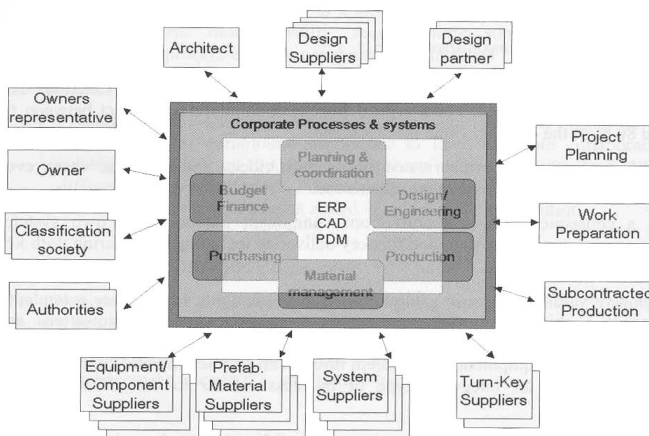 Architect
Design
Suppliers
Design
partner
Owners
representative
Owner
Classification
society
Authorities
Corporate Processes & systems
Planning &
coordination
Budget
Finance
Design/
Engineering
ERP
CAD
PDM
Purchasing
Production
Material
management
Project
Planning
Work
Preparation
Subcontracted
Production
Equipment/
Component
Suppliers
Prefab.
Material
Suppliers
System
Suppliers
Turn-Key
Suppliers